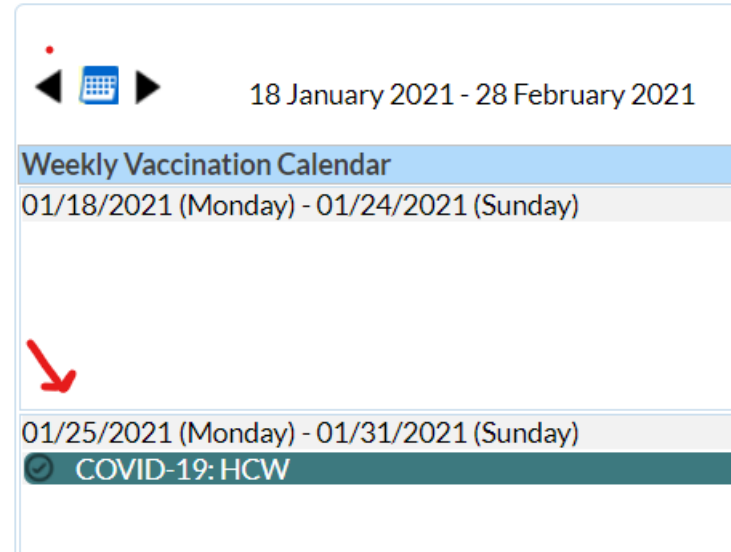 18 January 2021 - 28 February 2021
Weekly Vaccination Calendar
01/18/2021 (Monday) - 01/24/2021 (Sunday)
01/25/2021 (Monday) - 01/31/2021 (Sunday)
COVID-19: HCW